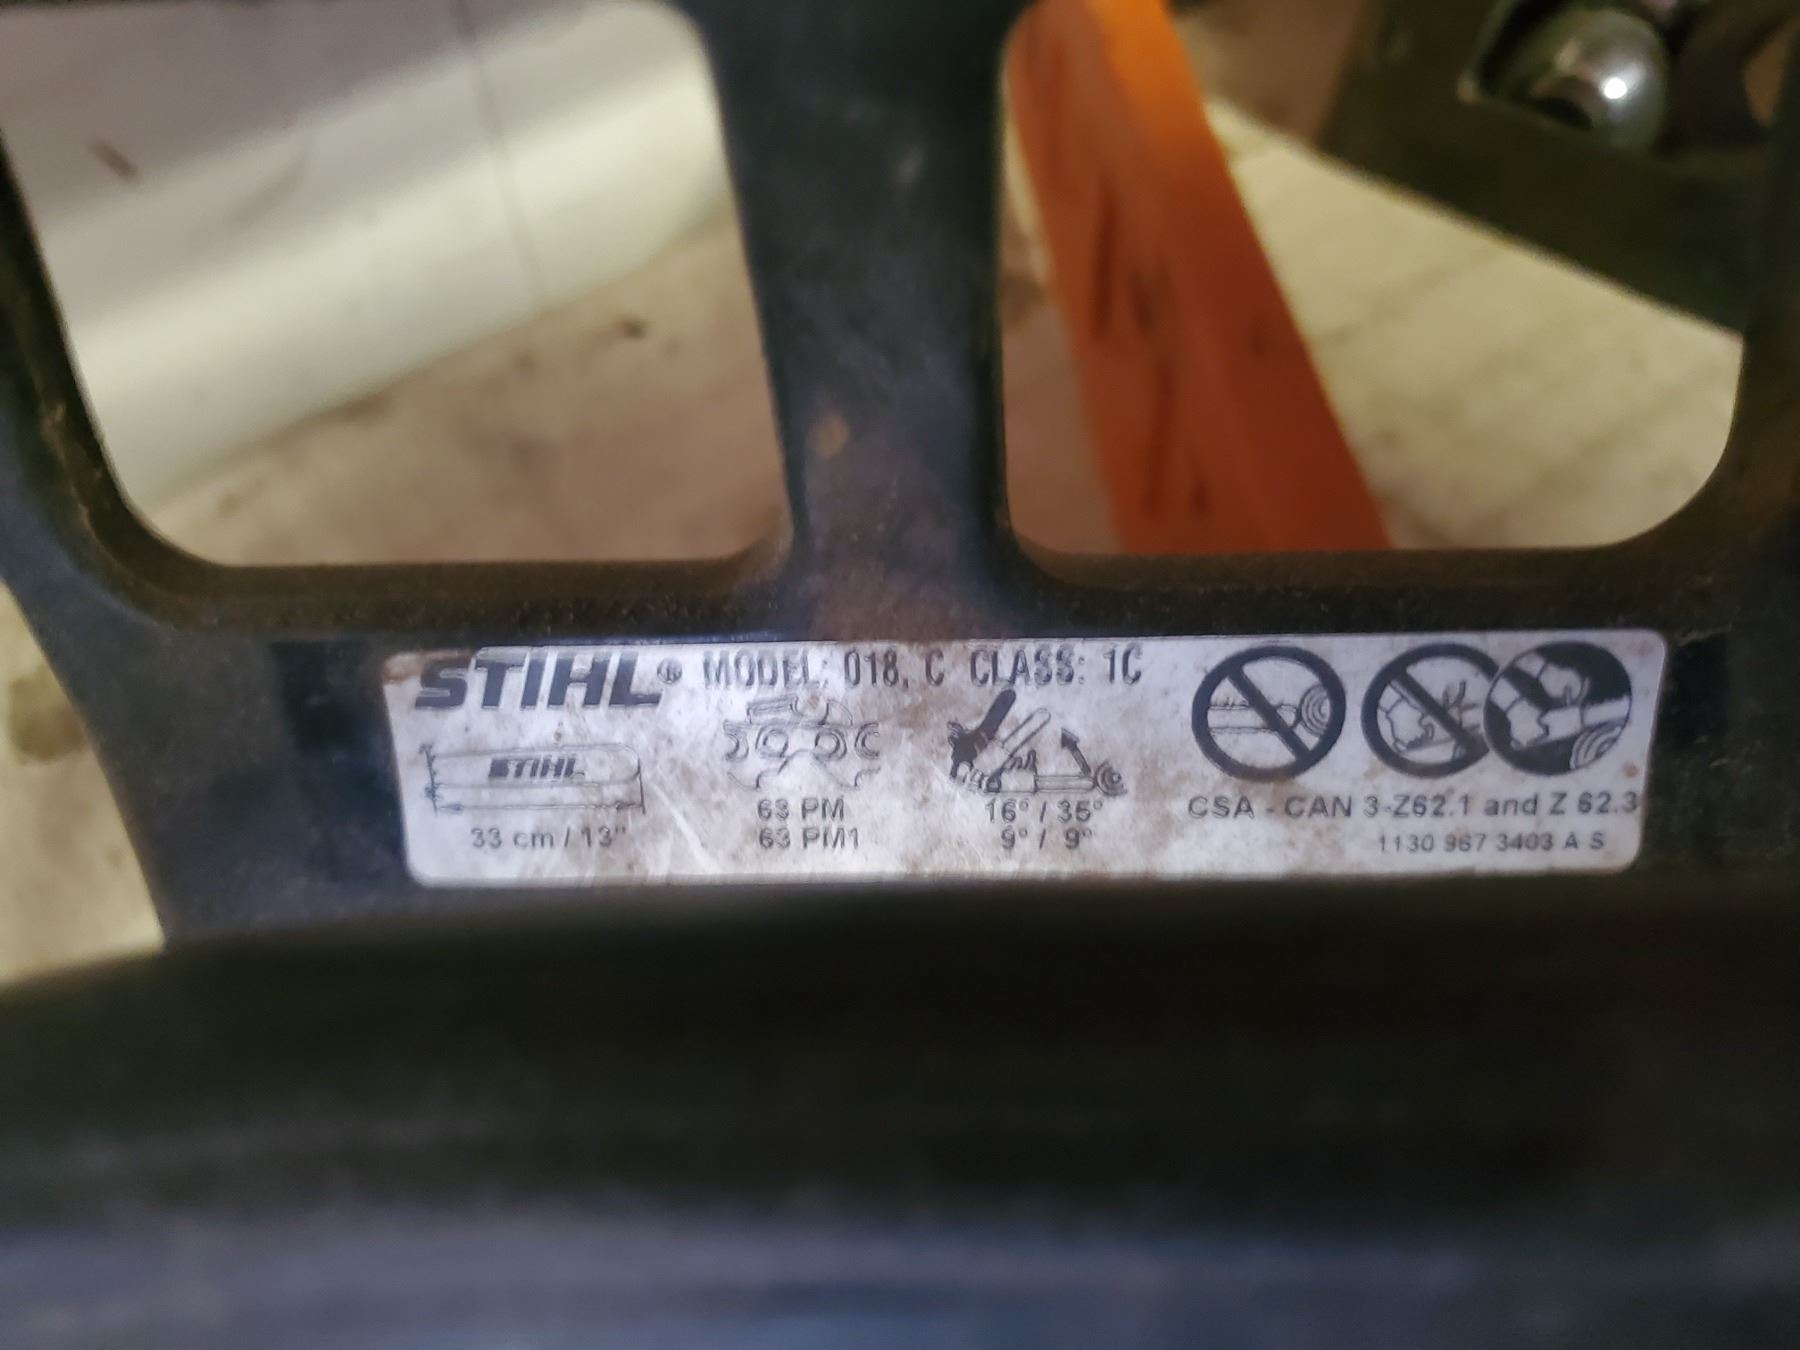 STIHL® MODEL: 018, C CLASS: 1C
STIHL
33 cm / 13"
63 PM
63 PM1
16° / 35°
9° / 9°
CSA - CAN 3-Z62.1 and Z 62.3
1130 967 3403 A S